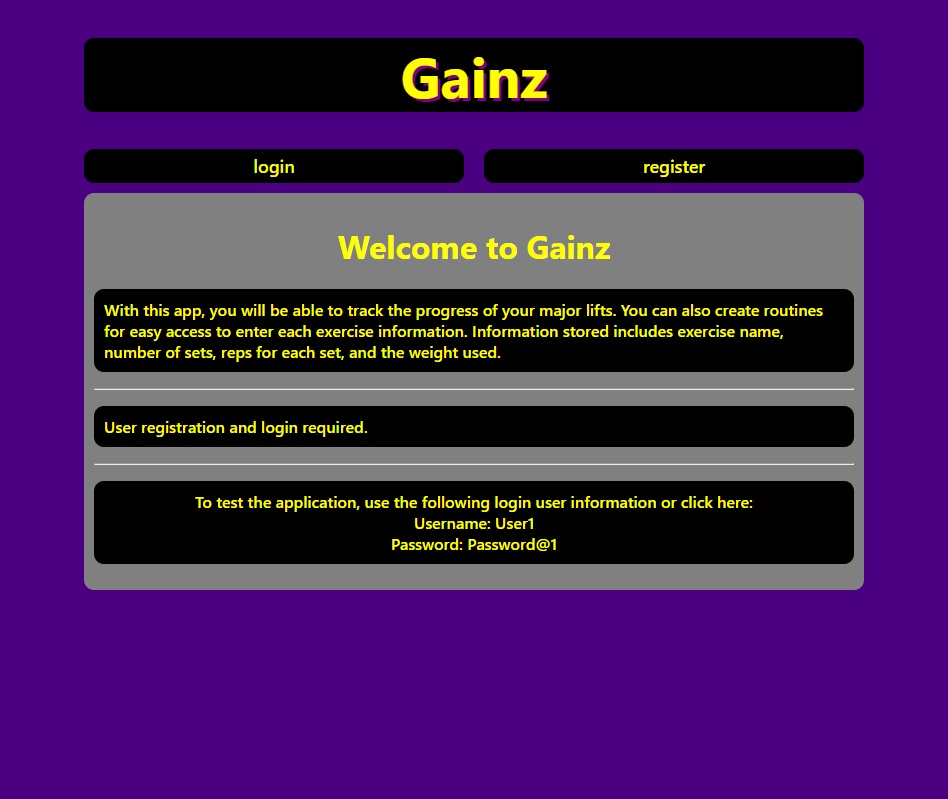 Gainz
login
register
Welcome to Gainz
With this app, you will be able to track the progress of your major lifts. You can also create routines
for easy access to enter each exercise information. Information stored includes exercise name,
number of sets, reps for each set, and the weight used.
User registration and login required.
To test the application, use the following login user information or click here:
Username: User1
Password: Password@1